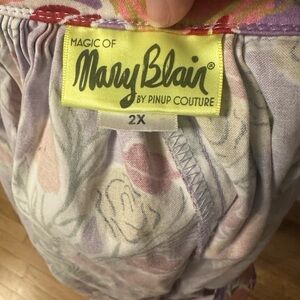 MAGIC OF
Mary Blair®
BY PINUP COUTURE
2X